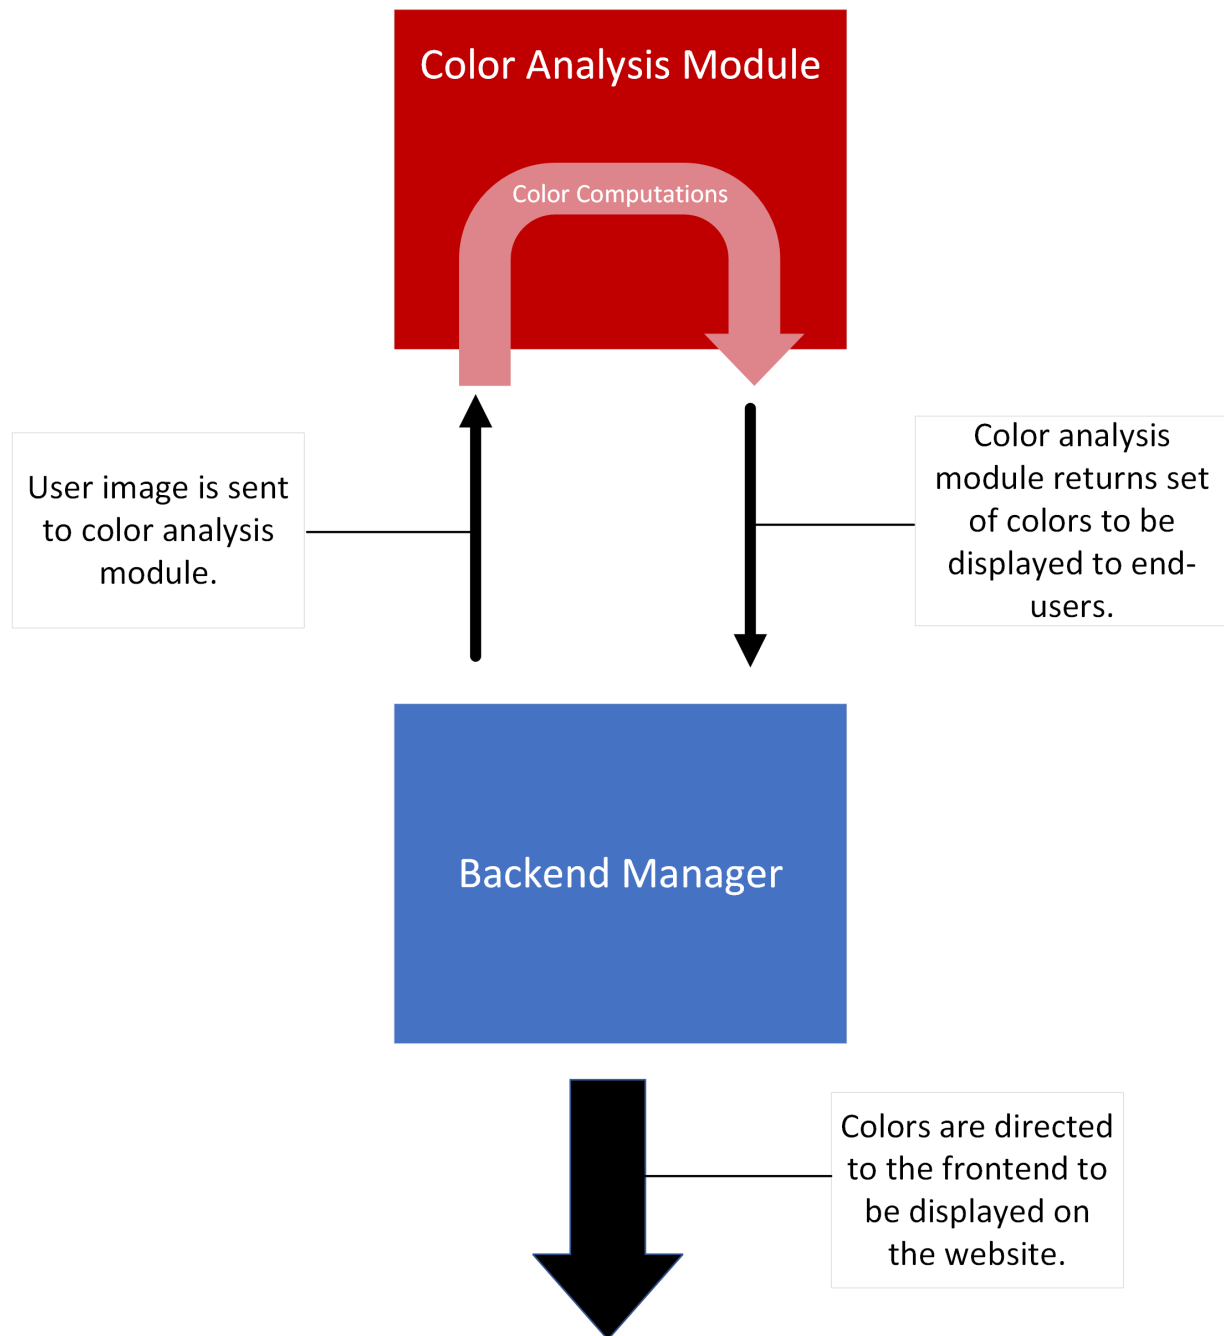 Color Analysis Module
Color Computations
User image is sent
to color analysis
module.
Color analysis
module returns set
of colors to be
displayed to end-
users.
Backend Manager
Colors are directed
to the frontend to
be displayed on
the website.